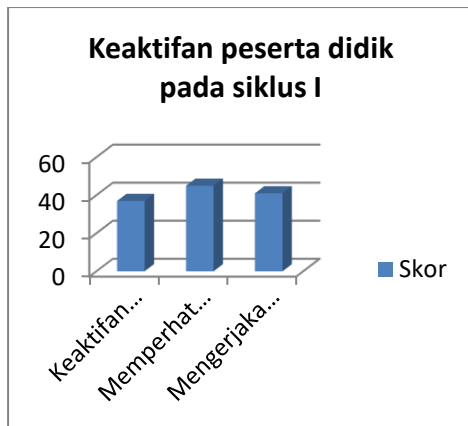 Keaktifan peserta didik
pada siklus I
60
40
20
0
Keaktifan...
Memperhat...
Mengerjaka...
Skor